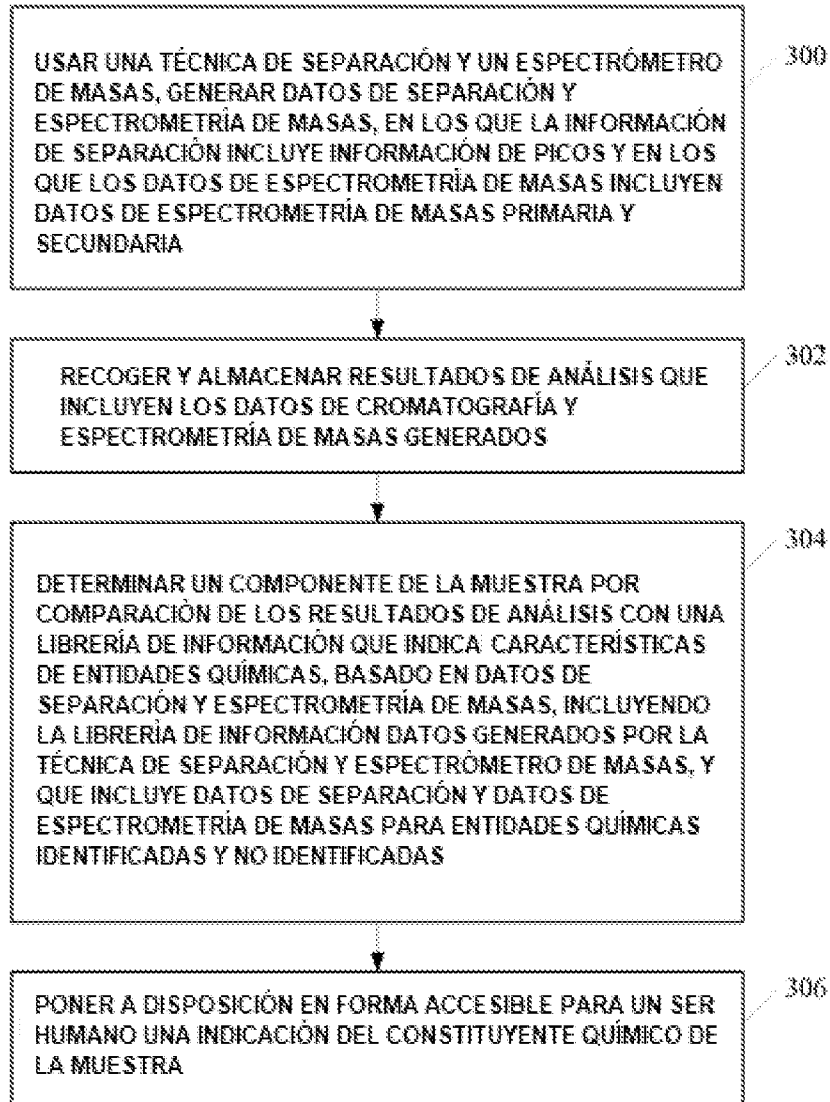 USAR UNA TÉCNICA DE SEPARACIÓN Y UN ESPECTRÓMETRO
DE MASAS, GENERAR DATOS DE SEPARACIÓN Y
ESPECTROMETRÍA DE MASAS, EN LOS QUE LA INFORMACIÓN
DE SEPARACIÓN INCLUYE INFORMACIÓN DE PICOS Y EN LOS
QUE LOS DATOS DE ESPECTROMETRÍA DE MASAS INCLUYEN
DATOS DE ESPECTROMETRÍA DE MASAS PRIMARIA Y
SECUNDARIA
300
RECOGER Y ALMACENAR RESULTADOS DE ANÁLISIS QUE
INCLUYEN LOS DATOS DE CROMATOGRAFÍA Y
ESPECTROMETRÍA DE MASAS GENERADOS
302
DETERMINAR UN COMPONENTE DE LA MUESTRA POR
COMPARACIÓN DE LOS RESULTADOS DE ANÁLISIS CON UNA
LIBRERÍA DE INFORMACIÓN QUE INDICA CARACTERÍSTICAS
DE ENTIDADES QUÍMICAS, BASADO EN DATOS DE
SEPARACIÓN Y ESPECTROMETRÍA DE MASAS, INCLUYENDO
LA LIBRERÍA DE INFORMACIÓN DATOS GENERADOS POR LA
TÉCNICA DE SEPARACIÓN Y ESPECTRÓMETRO DE MASAS, Y
QUE INCLUYE DATOS DE SEPARACIÓN Y DATOS DE
ESPECTROMETRÍA DE MASAS PARA ENTIDADES QUÍMICAS
IDENTIFICADAS Y NO IDENTIFICADAS
304
PONER A DISPOSICIÓN EN FORMA ACCESIBLE PARA UN SER
HUMANO UNA INDICACIÓN DEL CONSTITUYENTE QUÍMICO DE
LA MUESTRA
306